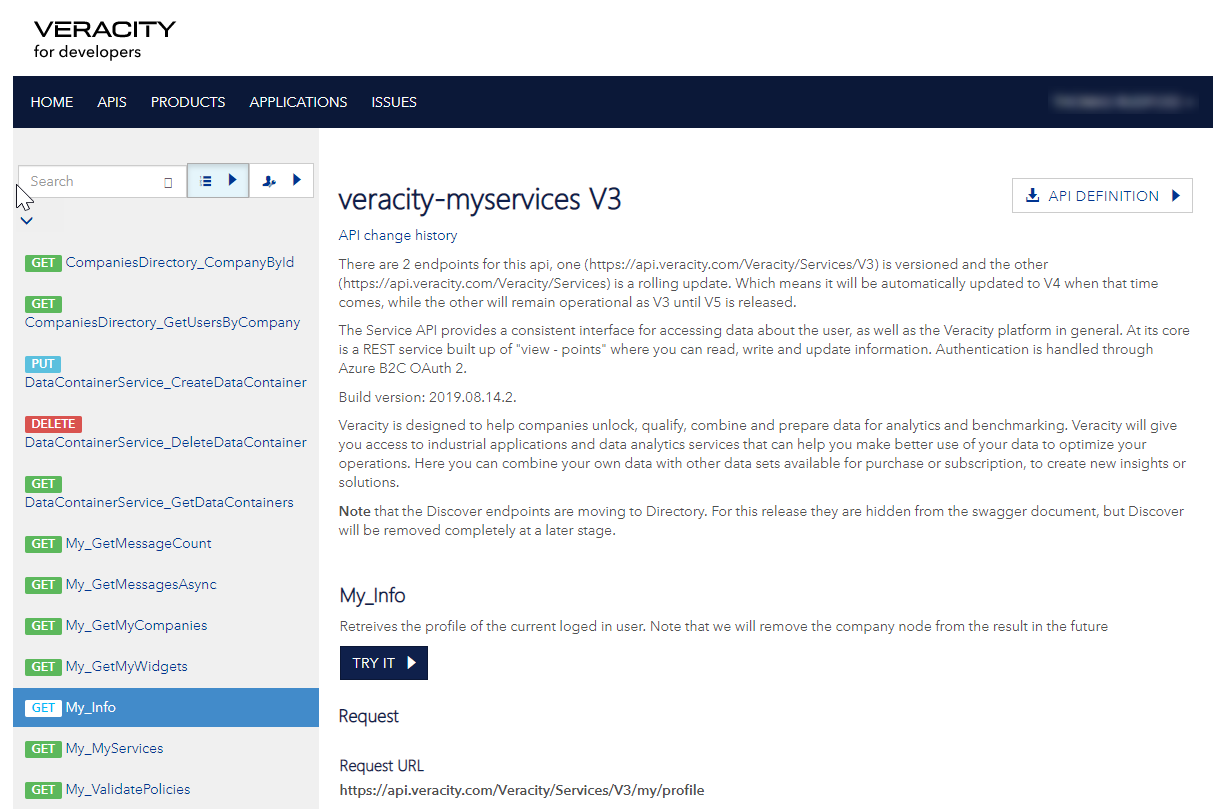 VERACITY
for developers
HOME APIS PRODUCTS APPLICATIONS ISSUES
Search
GET CompaniesDirectory_CompanyById
GET
CompaniesDirectory_GetUsersByCompany
PUT
DataContainerService_CreateDataContainer
DELETE
DataContainerService_DeleteDataContainer
GET
DataContainerService_GetDataContainers
GET My_GetMessageCount
GET My_GetMessagesAsync
GET My_GetMyCompanies
GET My_GetMyWidgets
GET My_Info
GET My_MyServices
GET My_ValidatePolicies
veracity-myservices V3
API DEFINITION
API change history
There are 2 endpoints for this api, one (https://api.veracity.com/Veracity/Services/V3) is versioned and the other
(https://api.veracity.com/Veracity/Services) is a rolling update. Which means it will be automatically updated to V4 when that time
comes, while the other will remain operational as V3 until V5 is released.
The Service API provides a consistent interface for accessing data about the user, as well as the Veracity platform in general. At its core
is a REST service built up of "view - points" where you can read, write and update information. Authentication is handled through
Azure B2C OAuth 2.
Build version: 2019.08.14.2.
Veracity is designed to help companies unlock, qualify, combine and prepare data for analytics and benchmarking. Veracity will give
you access to industrial applications and data analytics services that can help you make better use of your data to optimize your
operations. Here you can combine your own data with other data sets available for purchase or subscription, to create new insights or
solutions.
Note that the Discover endpoints are moving to Directory. For this release they are hidden from the swagger document, but Discover
will be removed completely at a later stage.
My_Info
Retreives the profile of the current loged in user. Note that we will remove the company node from the result in the future
TRY IT
Request
Request URL
https://api.veracity.com/Veracity/Services/V3/my/profile